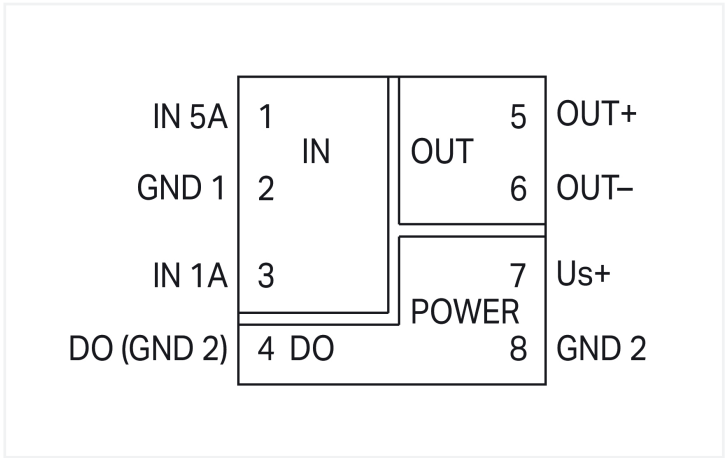 IN 5A 1 5 OUT+
IN OUT
GND 1 2 6 OUT–
IN 1A 3 7 Us+
POWER
DO (GND 2) 4 DO 8 GND 2